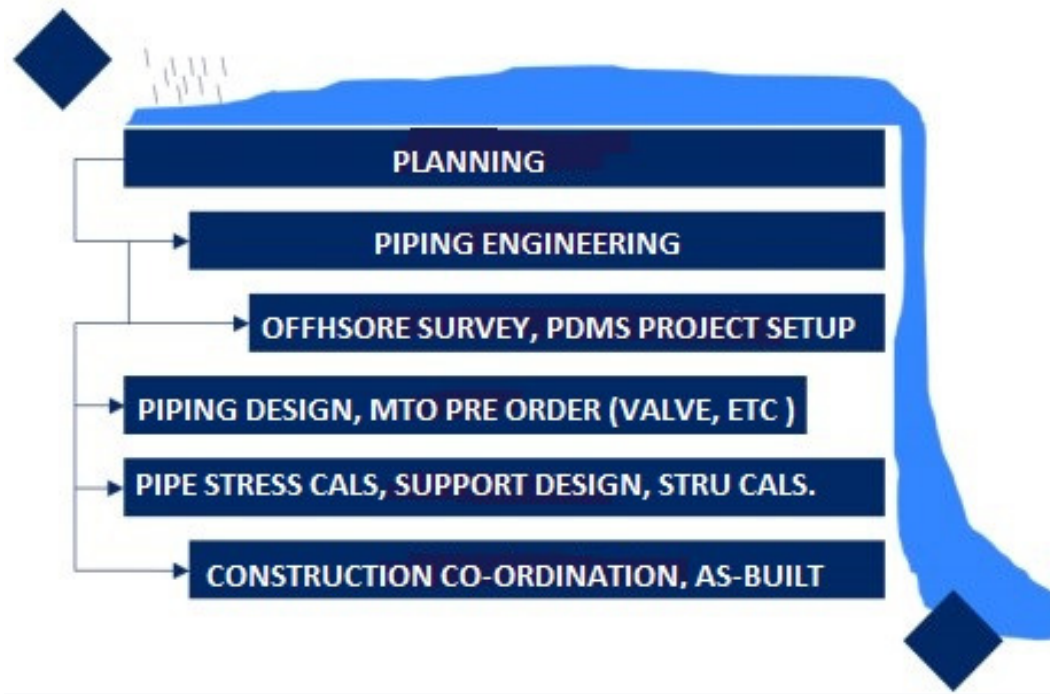 PLANNING
PIPING ENGINEERING
OFFHSORE SURVEY, PDMS PROJECT SETUP
PIPING DESIGN, MTO PRE ORDER (VALVE, ETC )
PIPE STRESS CALS, SUPPORT DESIGN, STRU CALS.
CONSTRUCTION CO-ORDINATION, AS-BUILT